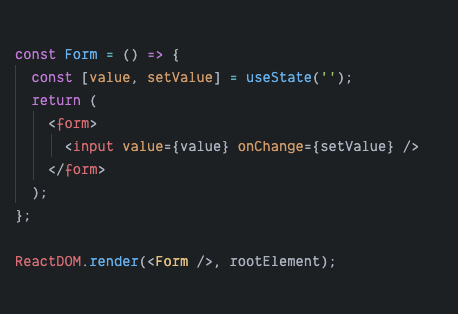 const Form = () => {
const [value, setValue] = useState('');
return (
<form>
<input value={value} onChange={setValue} />
</form>
);
};
ReactDOM.render(<Form />, rootElement);